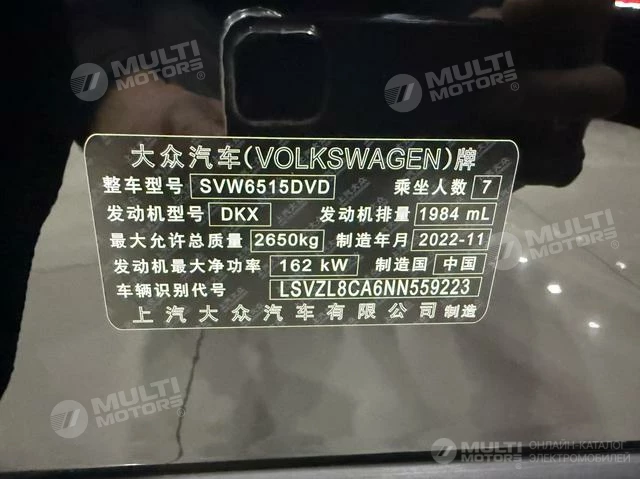 MULTI MOTORS®
MULTI MOTORS®
大众汽车(VOLKSWAGEN)牌
整车型号 SVW6515DVD 乘坐人数 7
发动机型号 DKX 发动机排量 1984 mL
最大允许总质量 2650kg 制造年月 2022-11
发动机最大净功率 162 kW 制造国 中国
车辆识别代号 LSVZL8CA6NN559223
上汽大众汽车有限公司 制造
MULTI MOTORS®
MULTI MOTORS®
MULTI MOTORS® ОНЛАЙН-КАТАЛОГ ЭЛЕКТРОМОБИЛЕЙ